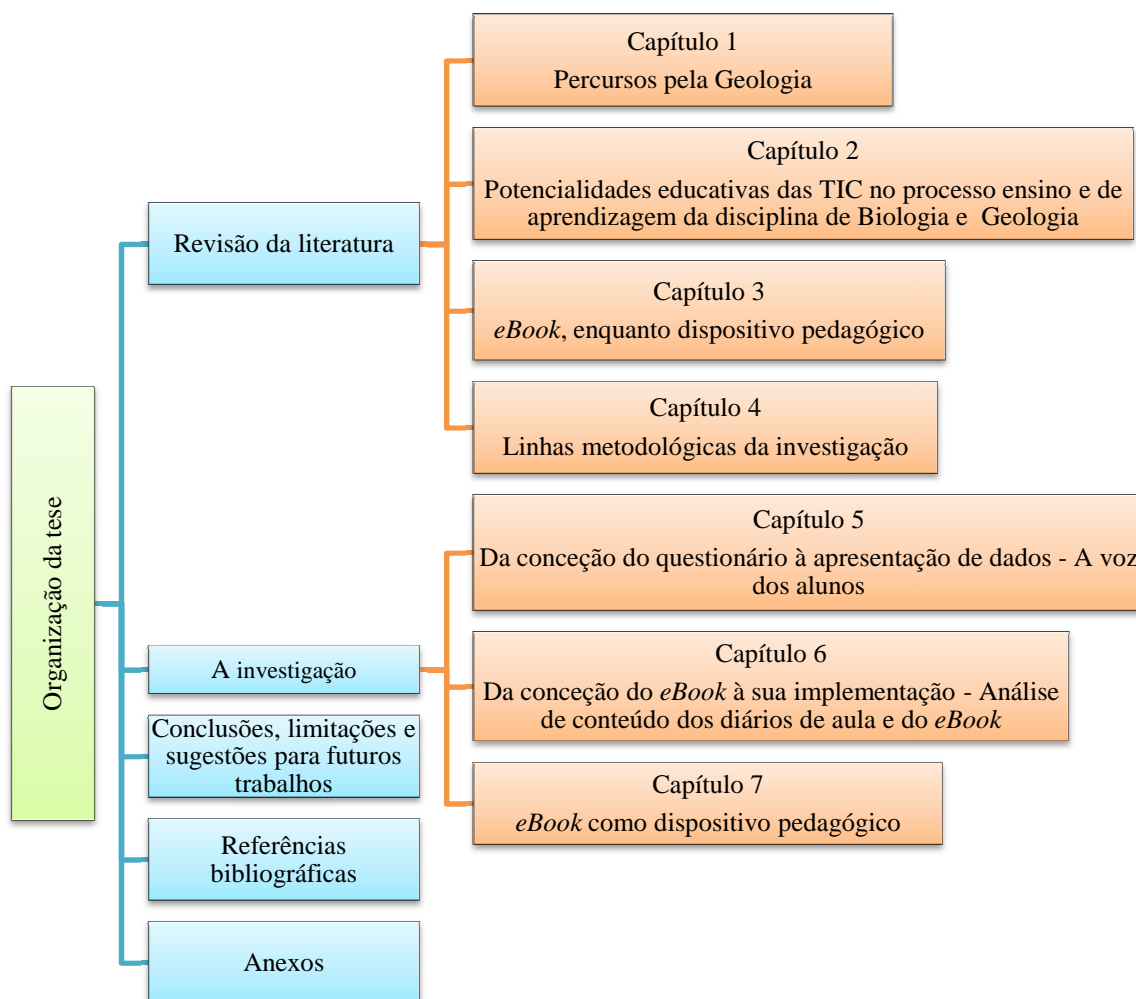 Organização da tese
Revisão da literatura
Capítulo 1
Percursos pela Geologia
Capítulo 2
Potencialidades educativas das TIC no processo ensino e de
aprendizagem da disciplina de Biologia e Geologia
Capítulo 3
eBook, enquanto dispositivo pedagógico
Capítulo 4
Linhas metodológicas da investigação
A investigação
Capítulo 5
Da conceção do questionário à apresentação de dados - A voz
dos alunos
Capítulo 6
Da conceção do eBook à sua implementação - Análise
de conteúdo dos diários de aula e do eBook
Capítulo 7
eBook como dispositivo pedagógico
Conclusões, limitações e
sugestões para futuros
trabalhos
Referências
bibliográficas
Anexos